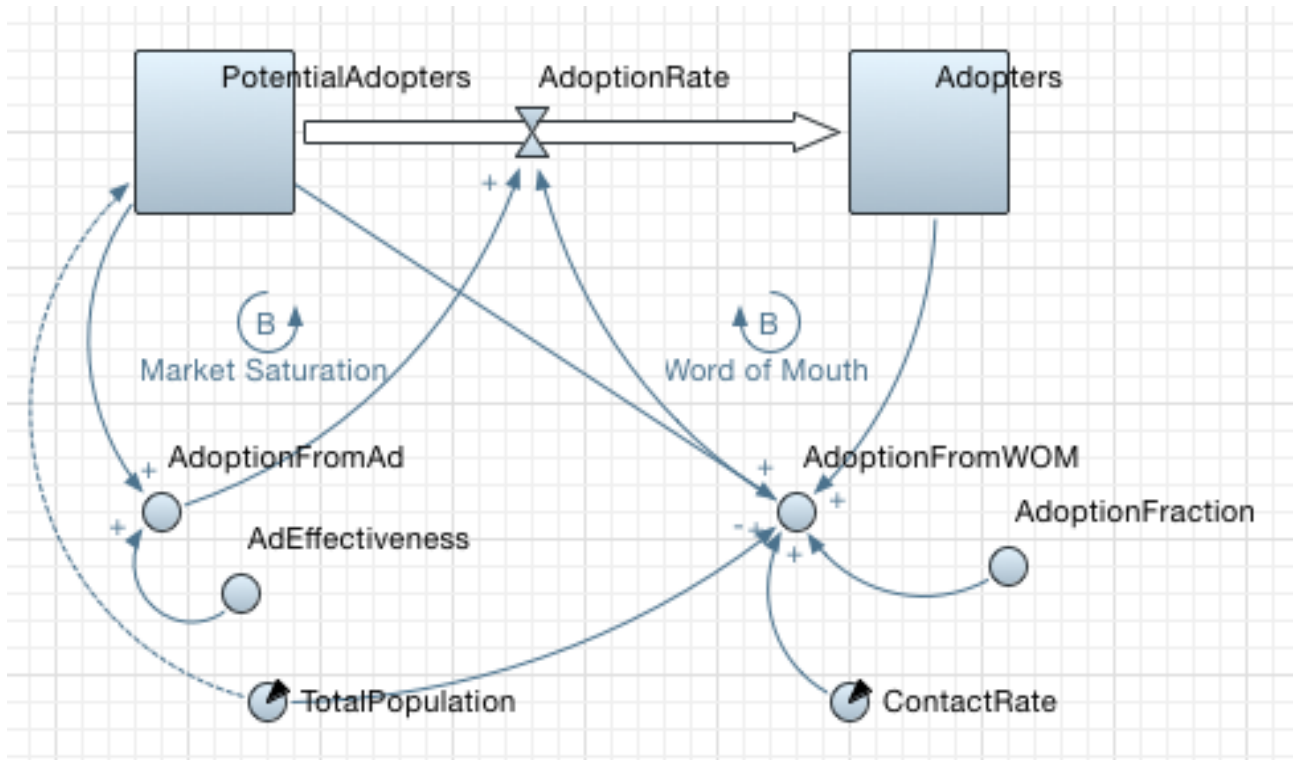 PotentialAdopters
AdoptionRate
Adopters
+
B
B
Market Saturation
Word of Mouth
+
AdoptionFromAd
+
AdoptionFromWOM
+
+
- +
+
AdoptionFraction
AdEffectiveness
TotalPopulation
ContactRate